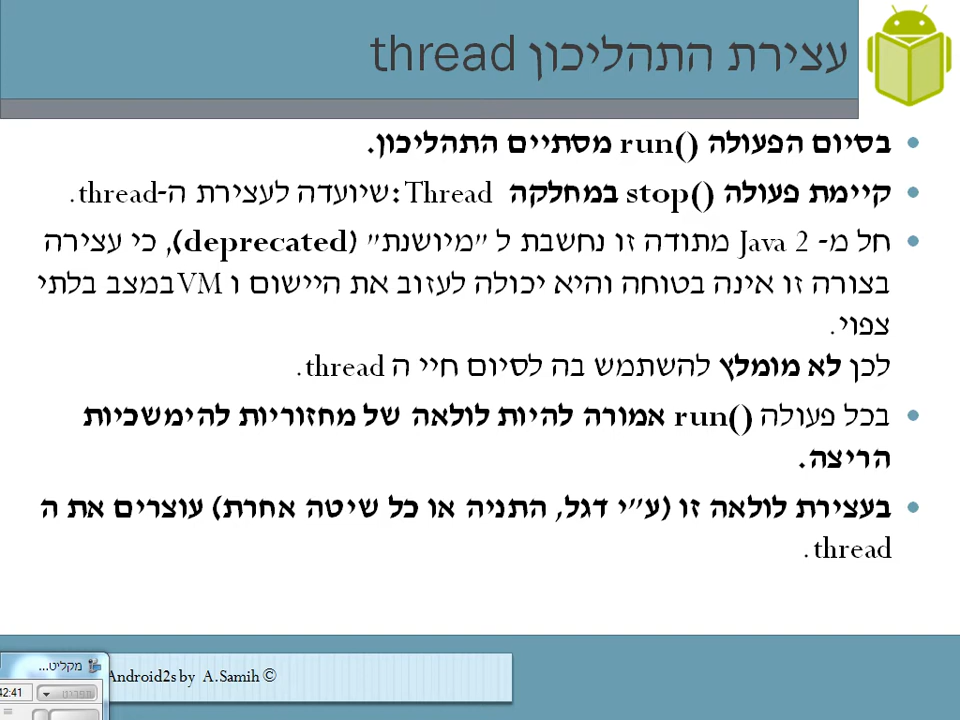 עצירת התהליכון thread
בסיום הפעולה run() מסתיים התהליכון.
קיימת פעולה stop() במחלקה Thread :שיועדה לעצירת ה-thread.
חל מ- Java 2 מתודה זו נחשבת ל "מיושנת" (deprecated), כי עצירה
בצורה זו אינה בטוחה והיא יכולה לעזוב את היישום ו VM במצב בלתי
צפוי.
לכן לא מומלץ להשתמש בה לסיום חיי ה thread.
בכל פעולה run() אמורה להיות לולאה של מחזוריות להימשכיות
הריצה.
בעצירת לולאה זו (ע"י דגל, התניה או כל שיטה אחרת) עוצרים את ה
thread.
מקליט...
Android2s by A.Samih ©
42:41